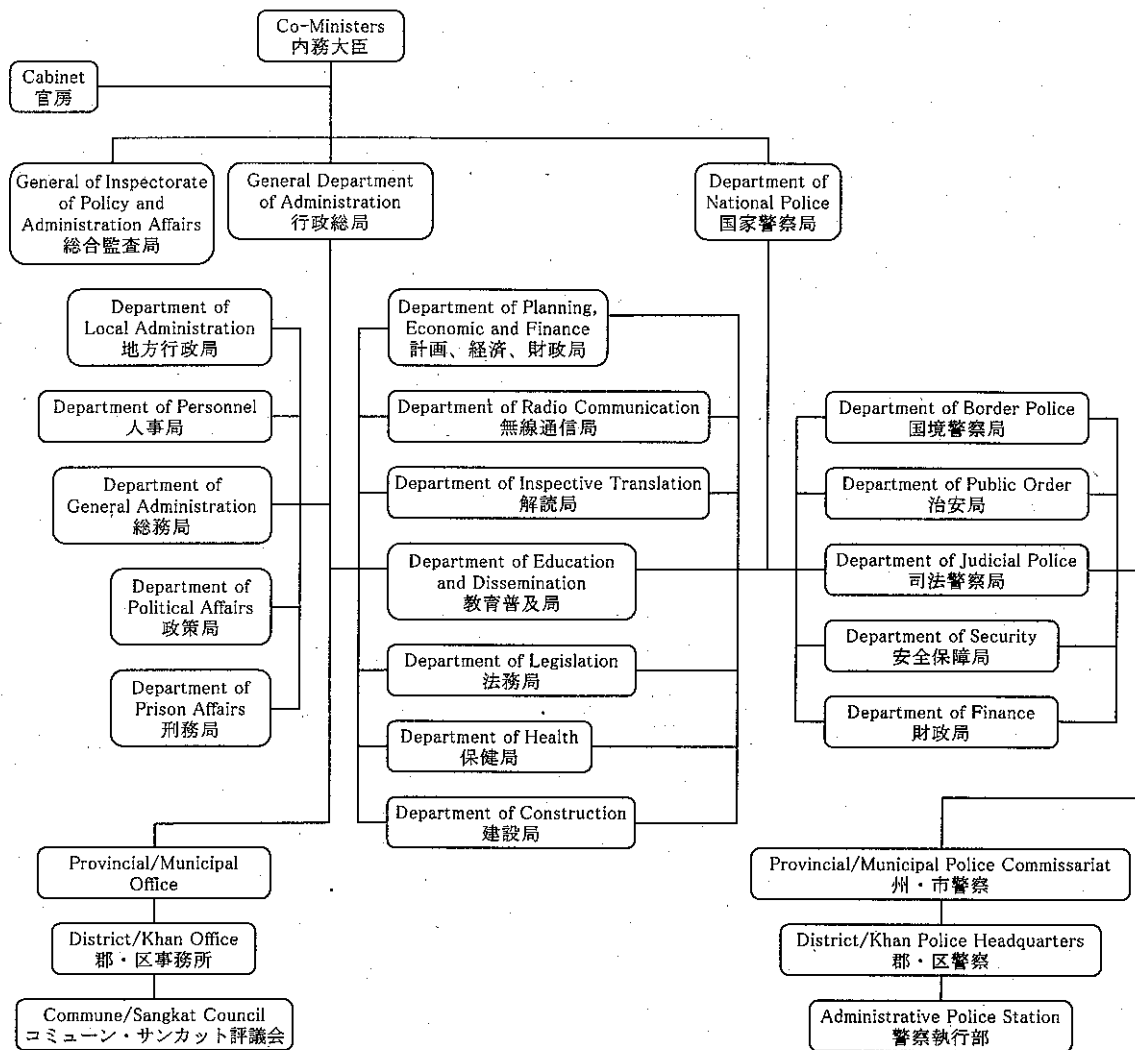 Co-Ministers
内務大臣
Cabinet
官房
General of Inspectorate
of Policy and
Administration Affairs
総合監査局
General Department
of Administration
行政総局
Department of
National Police
国家警察局
Department of
Local Administration
地方行政局
Department of Personnel
人事局
Department of
General Administration
総務局
Department of
Political Affairs
政策局
Department of
Prison Affairs
刑務局
Department of Planning,
Economic and Finance
計画、経済、財政局
Department of Radio Communication
無線通信局
Department of Inspective Translation
解読局
Department of Education
and Dissemination
教育普及局
Department of Legislation
法務局
Department of Health
保健局
Department of Construction
建設局
Department of Border Police
国境警察局
Department of Public Order
治安局
Department of Judicial Police
司法警察局
Department of Security
安全保障局
Department of Finance
財政局
Provincial/Municipal
Office
District/Khan Office
郡・区事務所
Commune/Sangkat Council
コミューン・サンカット評議会
Provincial/Municipal Police Commissariat
州・市警察
District/Khan Police Headquarters
郡・区警察
Administrative Police Station
警察執行部